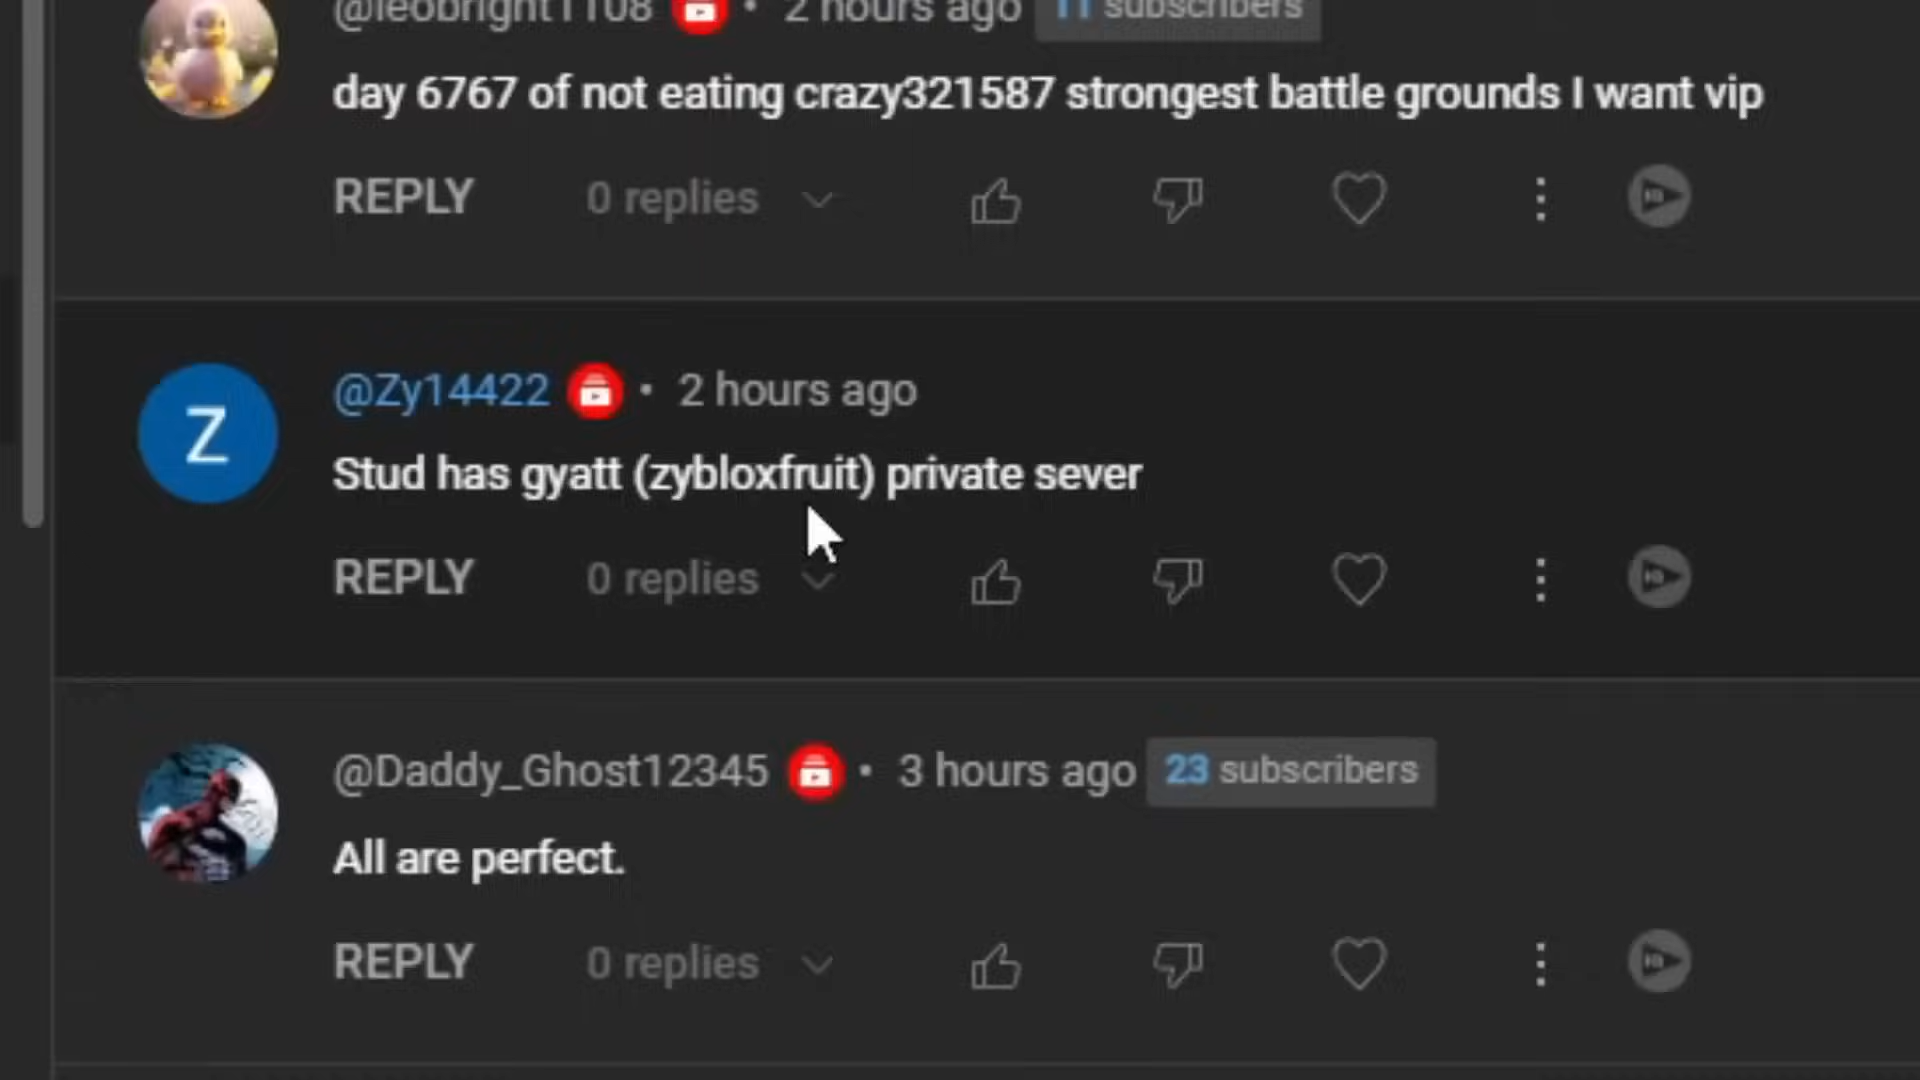 @leobright1108 • 2 hours ago 11 subscribers
day 6767 of not eating crazy321587 strongest battle grounds I want vip
REPLY 0 replies
Z
@Zy14422 • 2 hours ago
Stud has gyatt (zybloxfruit) private sever
REPLY 0 replies
@Daddy_Ghost12345 • 3 hours ago 23 subscribers
All are perfect.
REPLY 0 replies